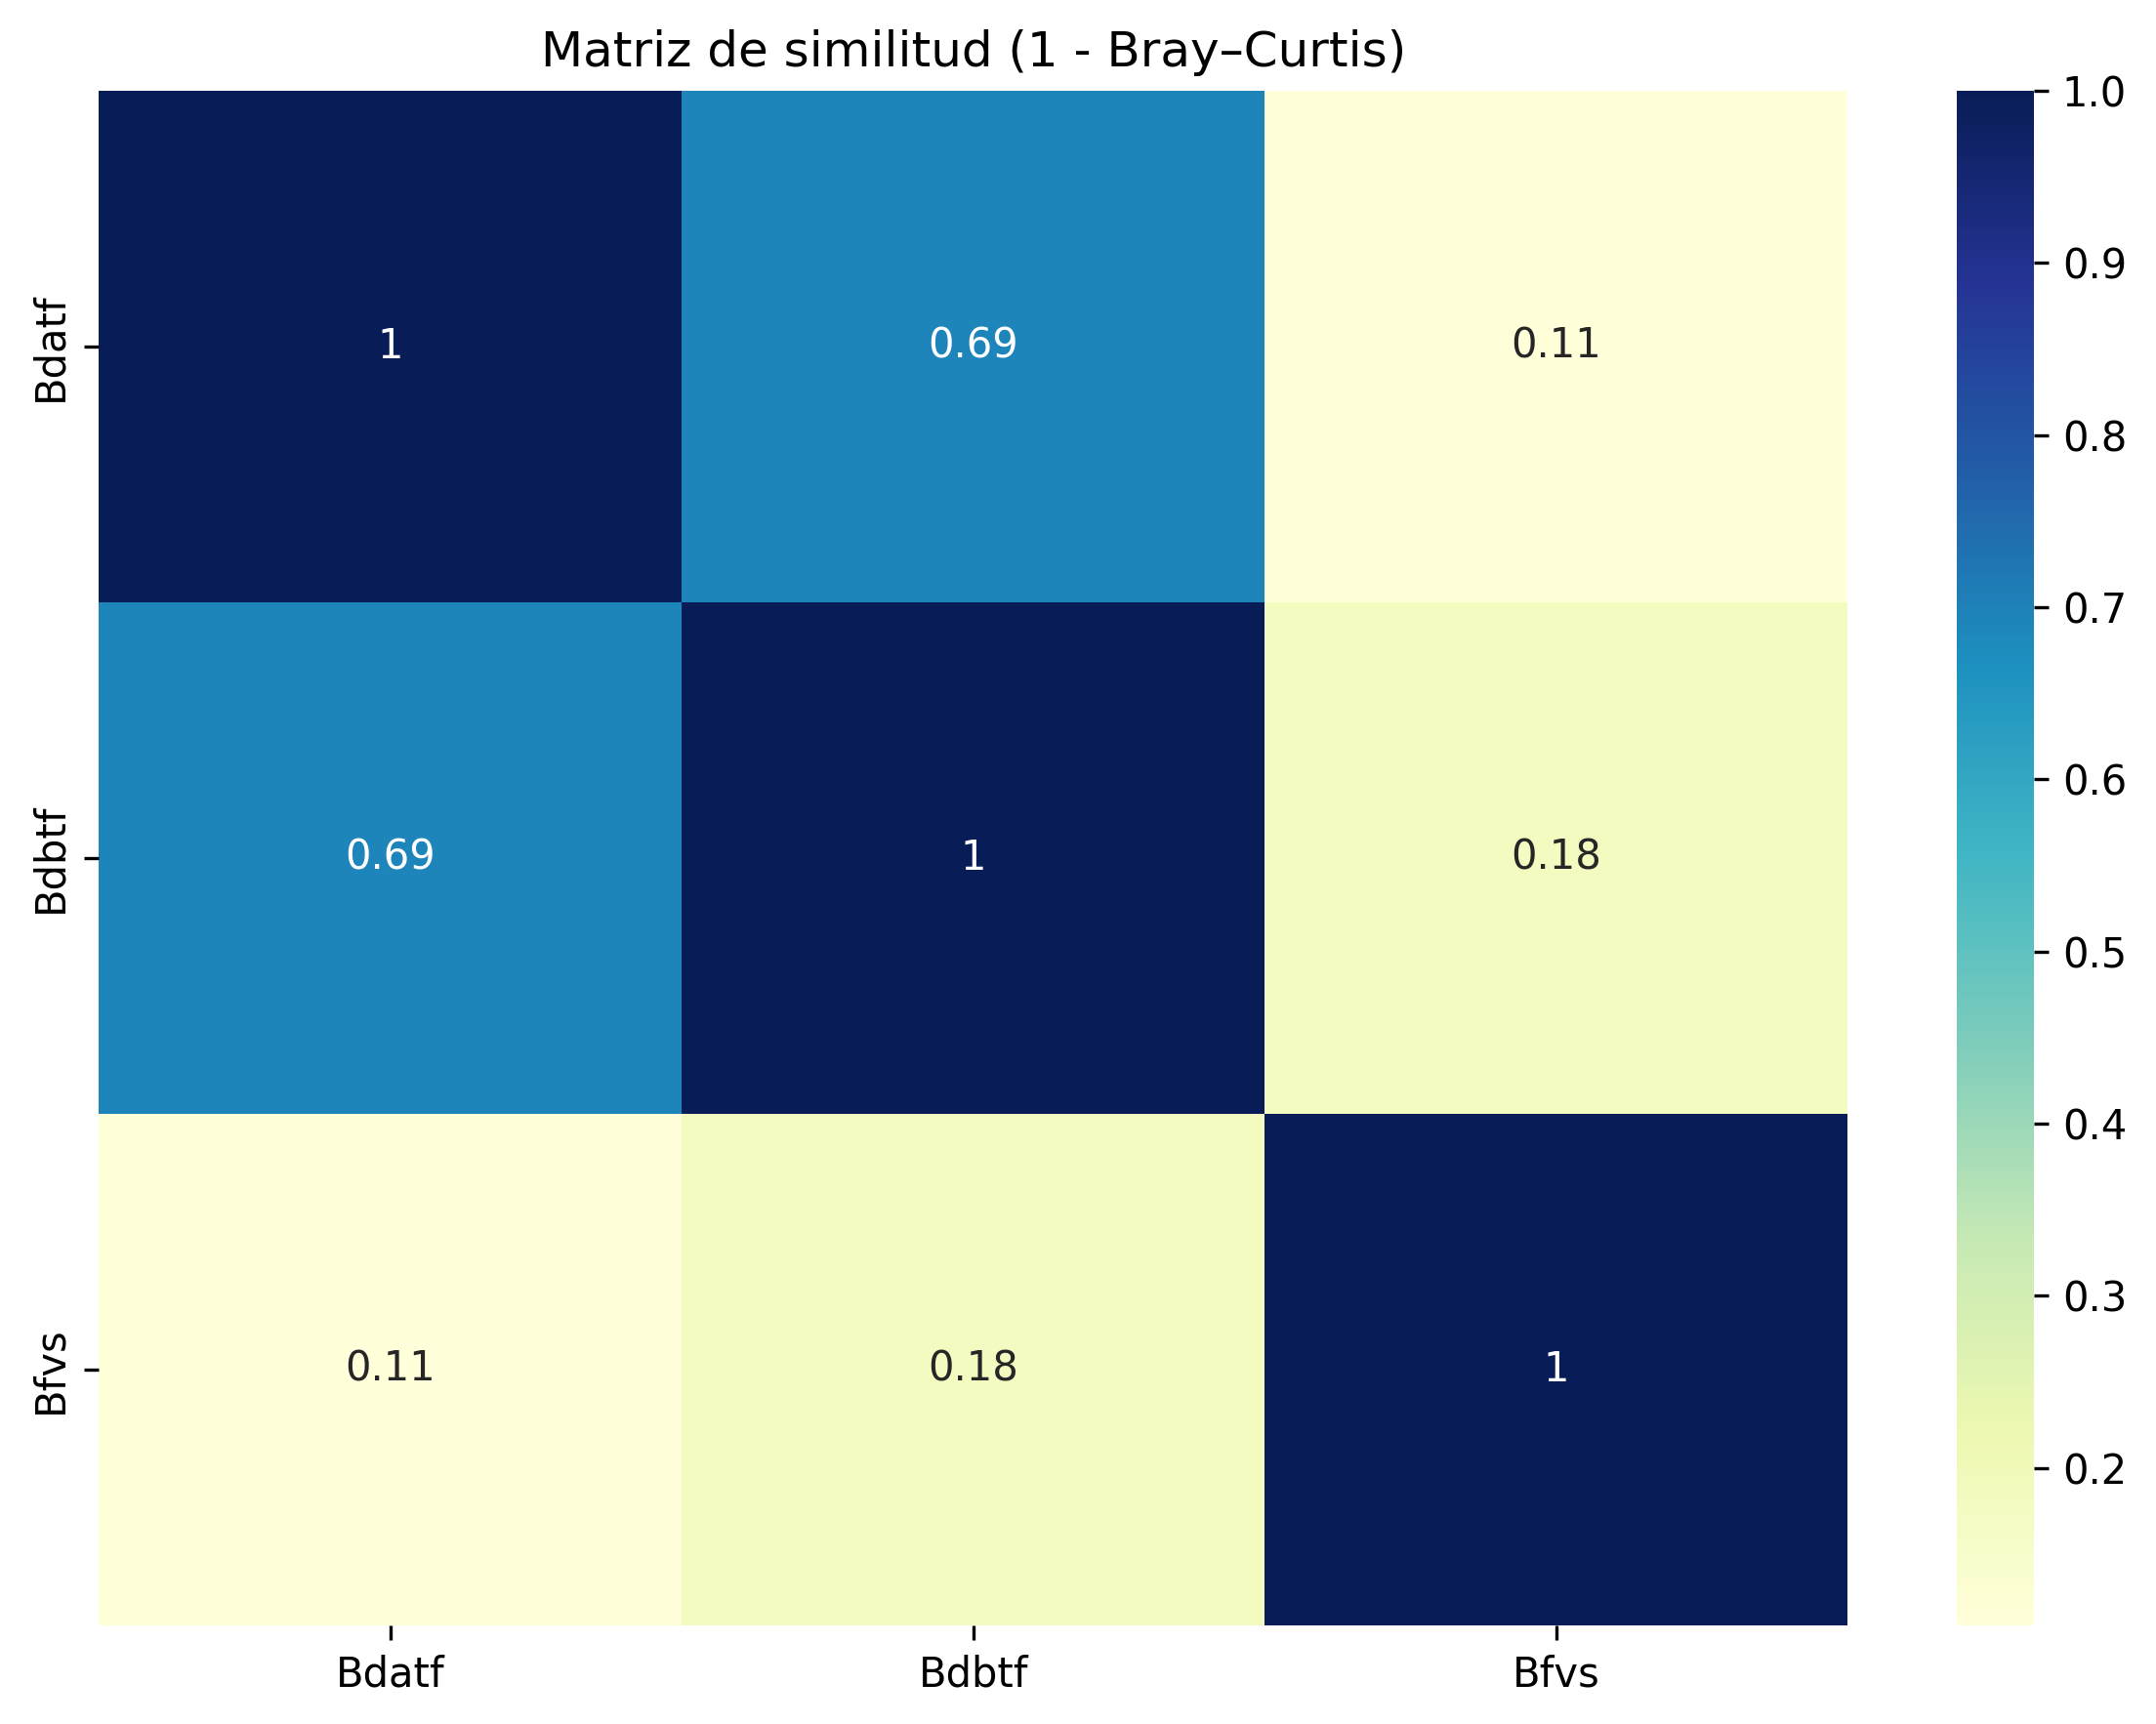 Matriz de similitud (1 - Bray–Curtis)
Bdatf
1
0.69
0.11
Bdbtf
0.69
1
0.18
Bfvs
0.11
0.18
1
Bdatf
Bdbtf
Bfvs
1.0
0.9
0.8
0.7
0.6
0.5
0.4
0.3
0.2